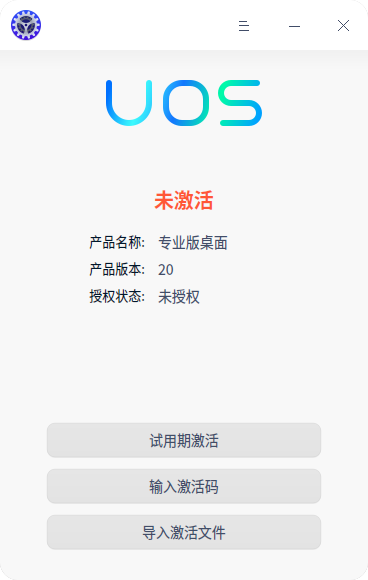 UOS
未激活
产品名称: 专业版桌面
产品版本: 20
授权状态: 未授权
试用期激活
输入激活码
导入激活文件